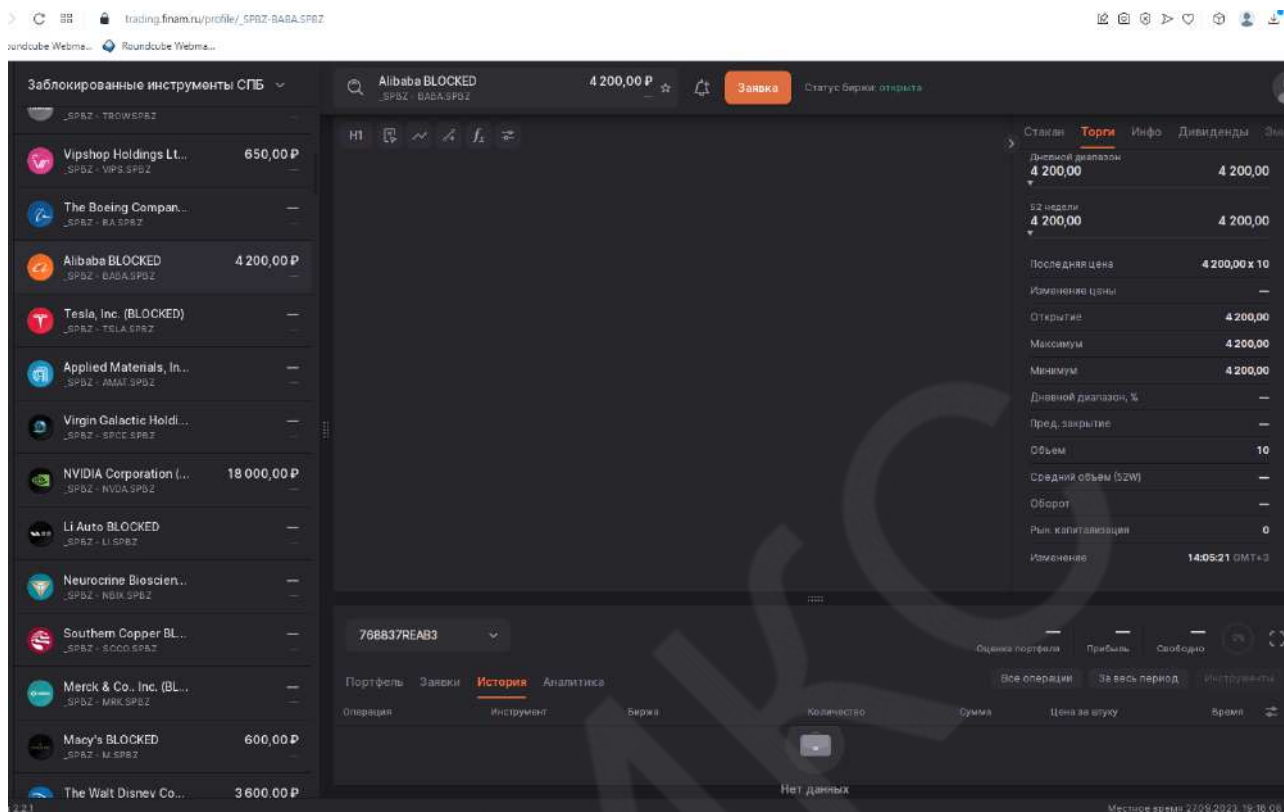 trading.finam.ru/profile/_SPBZ-BABA.SPBZ
oundcube Webma... Roundcube Webma...
Заблокированные инструменты СПБ
_SPBZ - TROW.SPBZ
Vipshop Holdings Lt... 650,00 ₽
_SPBZ - VIPS.SPBZ
The Boeing Compan... —
_SPBZ - BA.SPBZ
Alibaba BLOCKED 4 200,00 ₽
_SPBZ - BABA.SPBZ
Tesla, Inc. (BLOCKED) —
_SPBZ - TSLA.SPBZ
Applied Materials, In... —
_SPBZ - AMAT.SPBZ
Virgin Galactic Holdi... —
_SPBZ - SPCE.SPBZ
NVIDIA Corporation (... 18 000,00 ₽
_SPBZ - NVDA.SPBZ
Li Auto BLOCKED —
_SPBZ - LI.SPBZ
Neurocrine Bioscien... —
_SPBZ - NBIX.SPBZ
Southern Copper BL... —
_SPBZ - SCCO.SPBZ
Merck & Co., Inc. (BL... —
_SPBZ - MRK.SPBZ
Macy's BLOCKED 600,00 ₽
_SPBZ - M.SPBZ
The Walt Disney Co... 3 600,00 ₽
2.2.1
Alibaba BLOCKED 4 200,00 ₽
_SPBZ - BABA.SPBZ —
Заявка
Статус биржи: открыта
H1
Стакан Торги Инфо Дивиденды
Дневной диапазон
4 200,00 4 200,00
52 недели
4 200,00 4 200,00
Последняя цена 4 200,00 x 10
Изменение цены —
Открытие 4 200,00
Максимум 4 200,00
Минимум 4 200,00
Дневной диапазон, % —
Пред. закрытие —
Объем 10
Средний объем (52W) —
Оборот —
Рын. капитализация 0
Изменение 14:05:21 GMT+3
768837REAB3
— — — 0%
Оценка портфеля Прибыль Свободно
Портфель Заявки История Аналитика
Все операции За весь период Инструменты
Операция Инструмент Биржа Количество Сумма Цена за штуку Время
Нет данных
Местное время 27.09.2023, 19:16:06